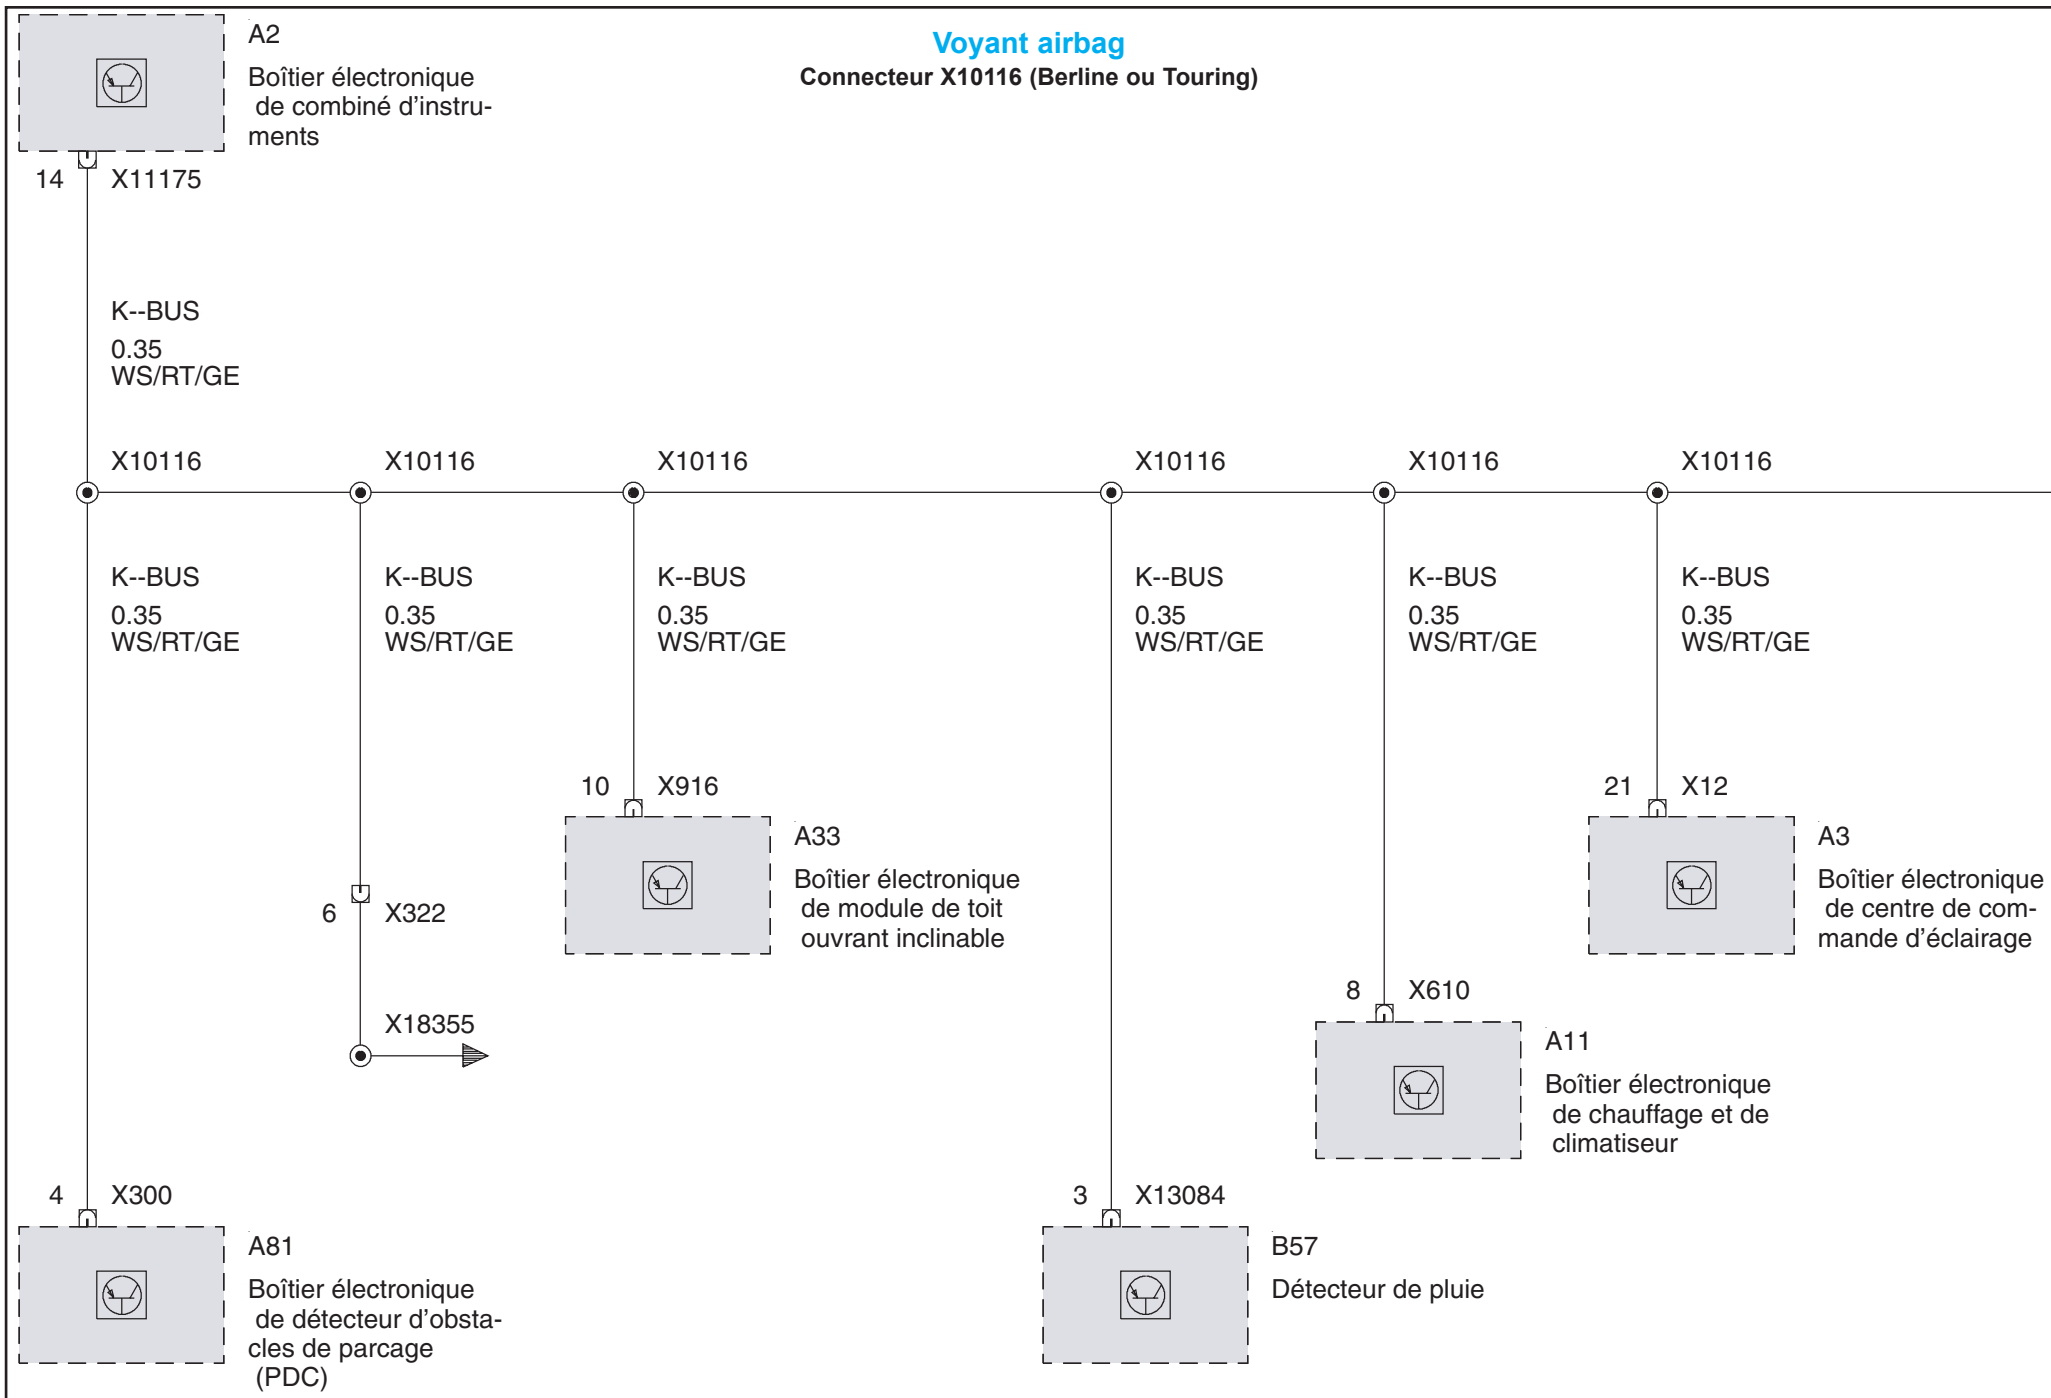 Voyant airbag
Connecteur X10116 (Berline ou Touring)
A2
Boîtier électronique
de combiné d'instru-
ments
14 X11175
K--BUS
0.35
WS/RT/GE
X10116 X10116 X10116 X10116 X10116 X10116
K--BUS K--BUS K--BUS K--BUS K--BUS K--BUS
0.35 0.35 0.35 0.35 0.35 0.35
WS/RT/GE WS/RT/GE WS/RT/GE WS/RT/GE WS/RT/GE WS/RT/GE
10 X916
A33
Boîtier électronique
de module de toit
ouvrant inclinable
21 X12
A3
Boîtier électronique
de centre de com-
mande d'éclairage
6 X322
X18355
8 X610
A11
Boîtier électronique
de chauffage et de
climatiseur
4 X300
A81
Boîtier électronique
de détecteur d'obsta-
cles de parcage
(PDC)
3 X13084
B57
Détecteur de pluie